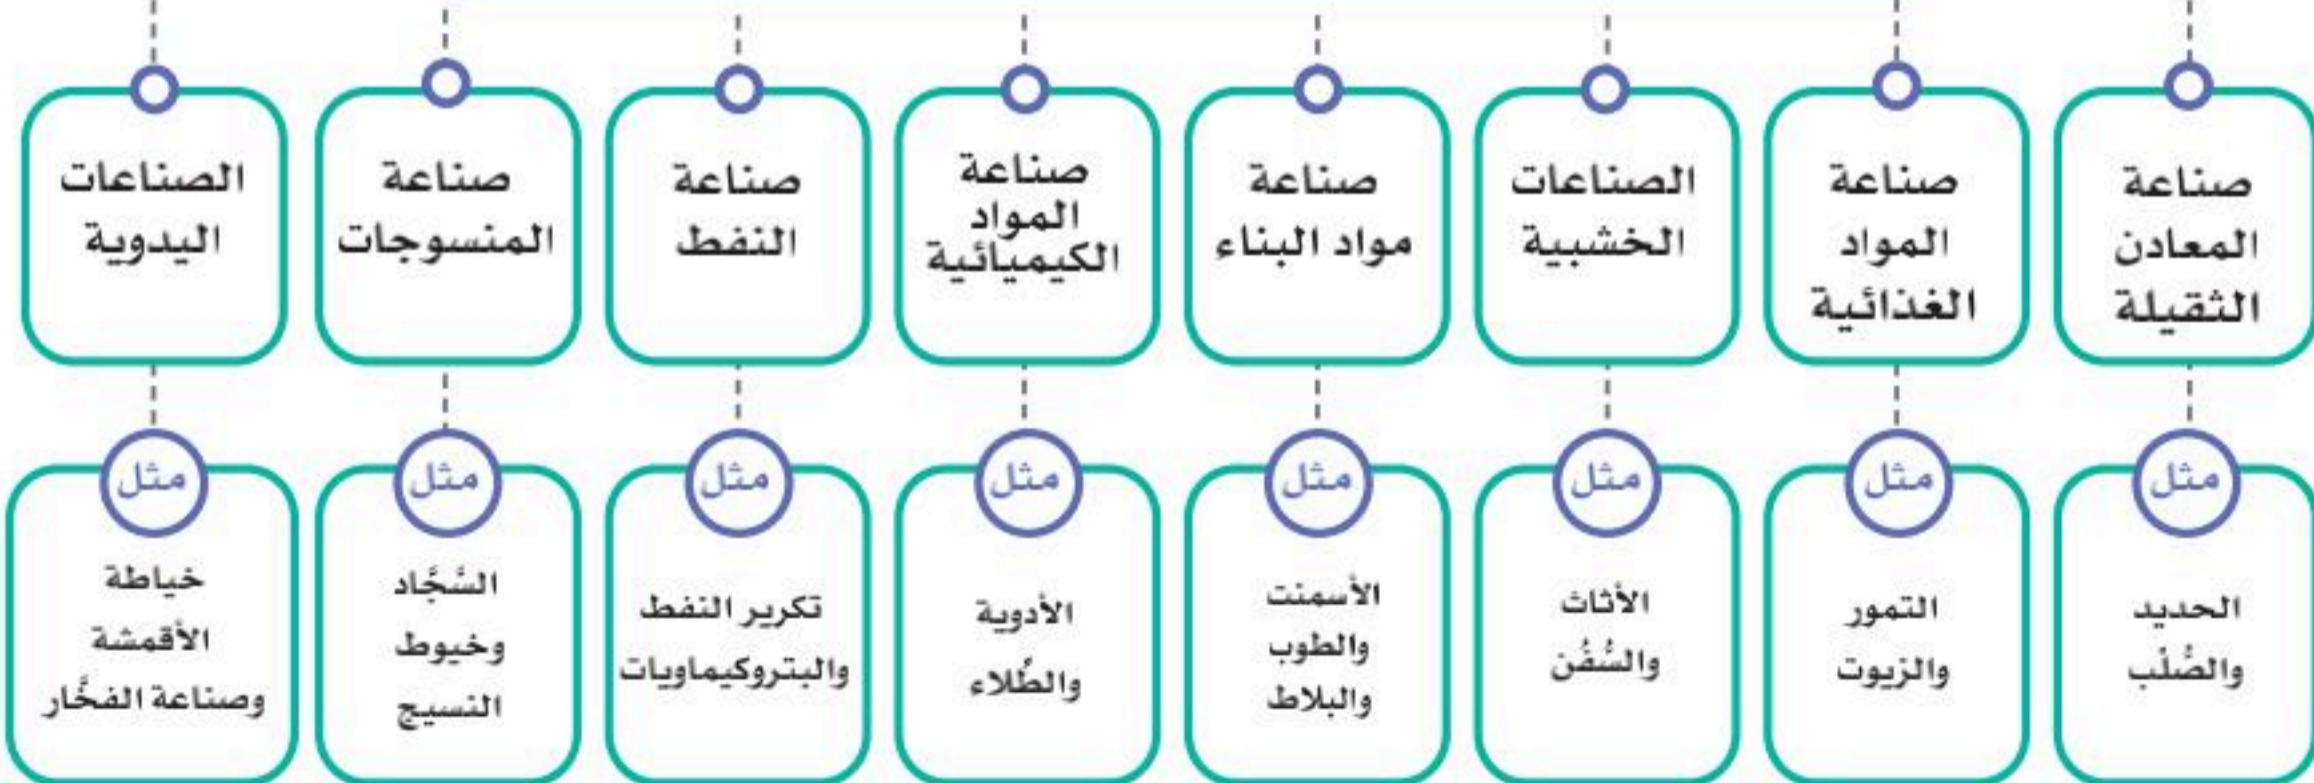 صناعة
المعادن
الثقيلة
صناعة
المواد
الغذائية
الصناعات
الخشبية
صناعة
مواد البناء
صناعة
المواد
الكيميائية
صناعة
النفط
صناعة
المنسوجات
الصناعات
اليدوية
مثل
الحديد
والصُلْب
مثل
التمور
والزيوت
مثل
الأثاث
والسُفُن
مثل
الأسمنت
والطوب
والبلاط
مثل
الأدوية
والطِّلاء
مثل
تكرير النفط
والبتروكيماويات
مثل
السَّجَّاد
وخيوط
النسيج
مثل
خياطة
الأقمشة
وصناعة الفخَّار